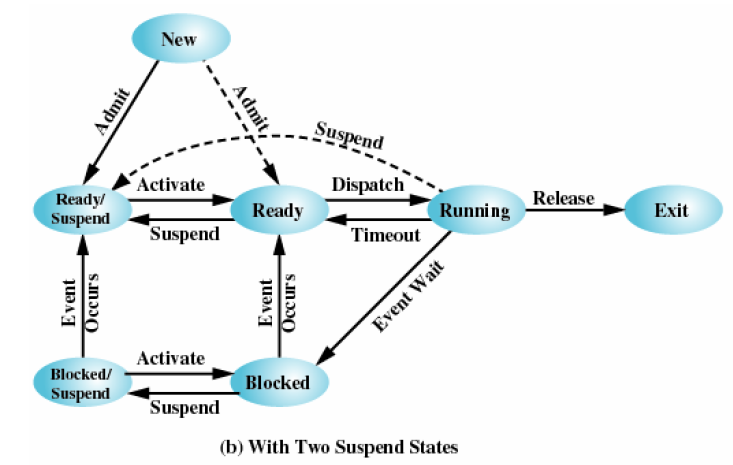 New
Admit
Admit
Suspend
Ready/
Suspend
Activate
Suspend
Ready
Dispatch
Timeout
Running
Release
Exit
Event
Occurs
Event
Occurs
Event Wait
Blocked/
Suspend
Activate
Suspend
Blocked
(b) With Two Suspend States